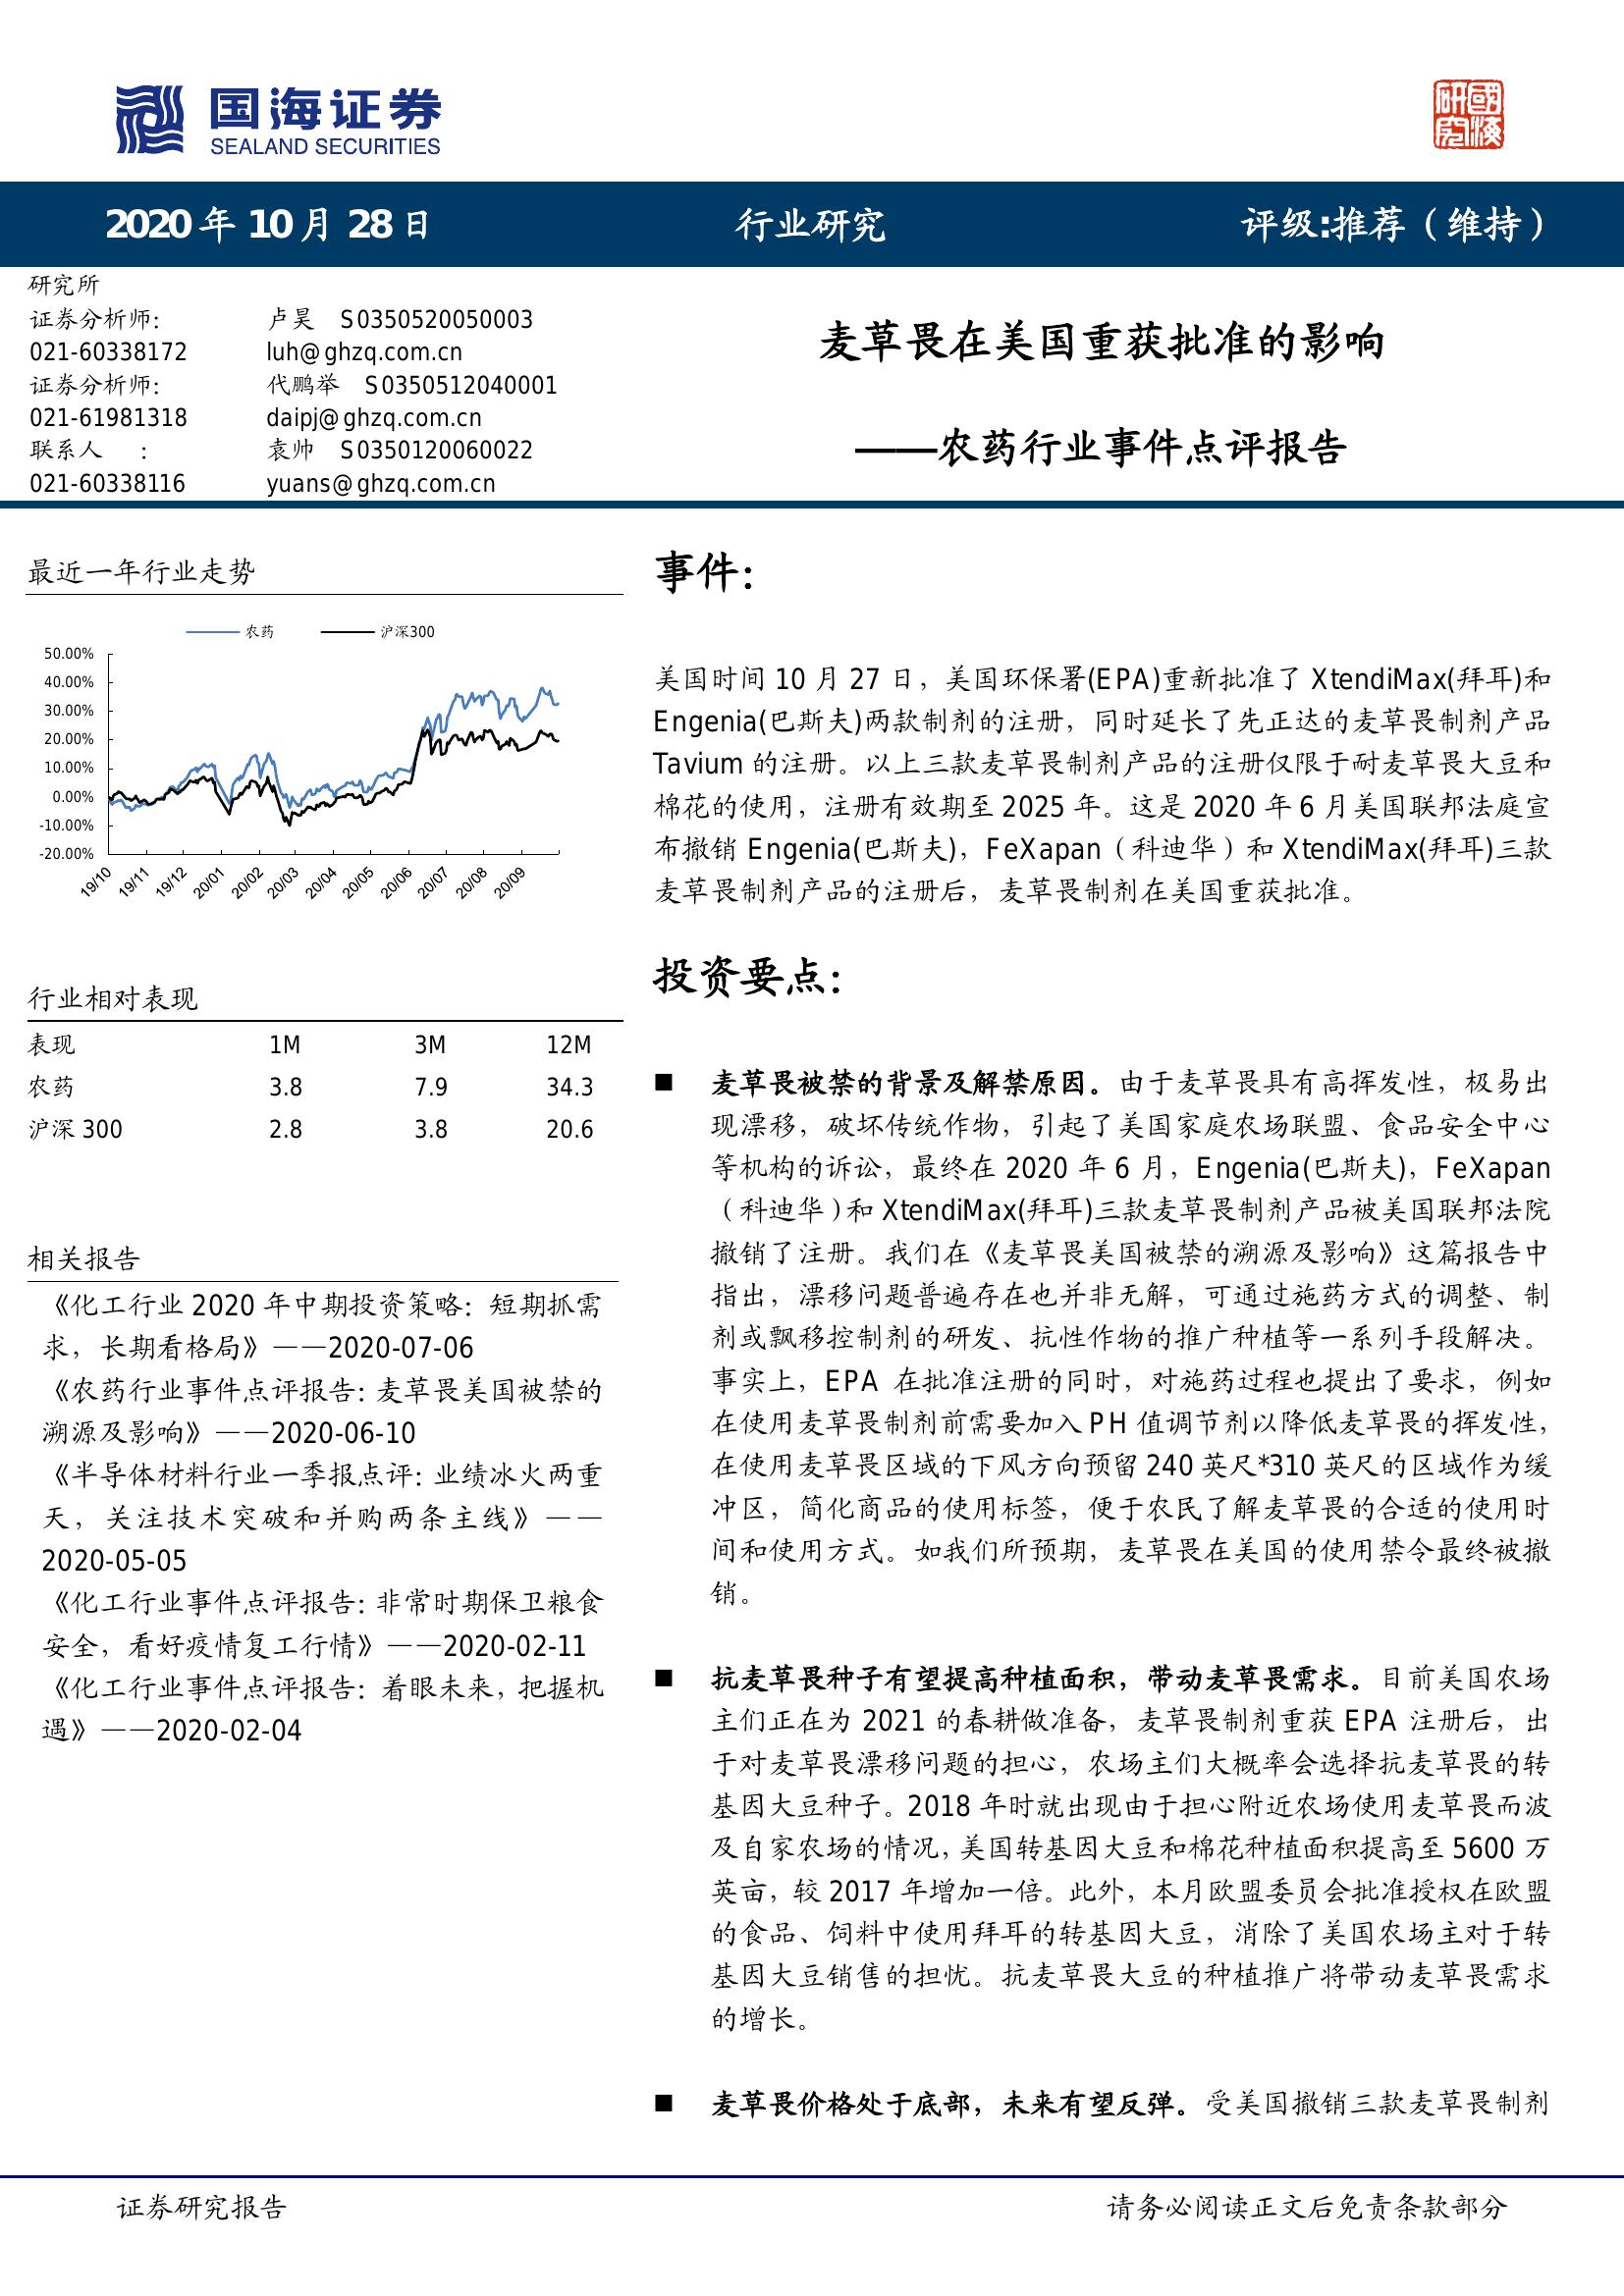 国海证券
SEALAND SECURITIES
研究
國海
2020 年 10 月 28 日
行业研究
评级:推荐（维持）
研究所
证券分析师： 卢昊 S0350520050003
021-60338172 luh@ghzq.com.cn
证券分析师： 代鹏举 S0350512040001
021-61981318 daipj@ghzq.com.cn
联系人 ： 袁帅 S0350120060022
021-60338116 yuans@ghzq.com.cn
麦草畏在美国重获批准的影响
——农药行业事件点评报告
最近一年行业走势
农药 沪深300
50.00%
40.00%
30.00%
20.00%
10.00%
0.00%
-10.00%
-20.00%
19/10 19/11 19/12 20/01 20/02 20/03 20/04 20/05 20/06 20/07 20/08 20/09
行业相对表现
表现 1M 3M 12M
农药 3.8 7.9 34.3
沪深 300 2.8 3.8 20.6
相关报告
《化工行业 2020 年中期投资策略：短期抓需
求，长期看格局》——2020-07-06
《农药行业事件点评报告：麦草畏美国被禁的
溯源及影响》——2020-06-10
《半导体材料行业一季报点评：业绩冰火两重
天，关注技术突破和并购两条主线》——
2020-05-05
《化工行业事件点评报告：非常时期保卫粮食
安全，看好疫情复工行情》——2020-02-11
《化工行业事件点评报告：着眼未来，把握机
遇》——2020-02-04
事件：
美国时间 10 月 27 日，美国环保署(EPA)重新批准了 XtendiMax(拜耳)和
Engenia(巴斯夫)两款制剂的注册，同时延长了先正达的麦草畏制剂产品
Tavium 的注册。以上三款麦草畏制剂产品的注册仅限于耐麦草畏大豆和
棉花的使用，注册有效期至 2025 年。这是 2020 年 6 月美国联邦法庭宣
布撤销 Engenia(巴斯夫)，FeXapan（科迪华）和 XtendiMax(拜耳)三款
麦草畏制剂产品的注册后，麦草畏制剂在美国重获批准。
投资要点：
■ 麦草畏被禁的背景及解禁原因。由于麦草畏具有高挥发性，极易出
现漂移，破坏传统作物，引起了美国家庭农场联盟、食品安全中心
等机构的诉讼，最终在 2020 年 6 月，Engenia(巴斯夫)，FeXapan
（科迪华)和 XtendiMax(拜耳)三款麦草畏制剂产品被美国联邦法院
撤销了注册。我们在《麦草畏美国被禁的溯源及影响》这篇报告中
指出，漂移问题普遍存在也并非无解，可通过施药方式的调整、制
剂或飘移控制剂的研发、抗性作物的推广种植等一系列手段解决。
事实上，EPA 在批准注册的同时，对施药过程也提出了要求，例如
在使用麦草畏制剂前需要加入 PH 值调节剂以降低麦草畏的挥发性，
在使用麦草畏区域的下风方向预留 240 英尺*310 英尺的区域作为缓
冲区，简化商品的使用标签，便于农民了解麦草畏的合适的使用时
间和使用方式。如我们所预期，麦草畏在美国的使用禁令最终被撤
销。
■ 抗麦草畏种子有望提高种植面积，带动麦草畏需求。目前美国农场
主们正在为 2021 的春耕做准备，麦草畏制剂重获 EPA 注册后，出
于对麦草畏漂移问题的担心，农场主们大概率会选择抗麦草畏的转
基因大豆种子。2018 年时就出现由于担心附近农场使用麦草畏而波
及自家农场的情况，美国转基因大豆和棉花种植面积提高至 5600 万
英亩，较 2017 年增加一倍。此外，本月欧盟委员会批准授权在欧盟
的食品、饲料中使用拜耳的转基因大豆，消除了美国农场主对于转
基因大豆销售的担忧。抗麦草畏大豆的种植推广将带动麦草畏需求
的增长。
■ 麦草畏价格处于底部，未来有望反弹。受美国撤销三款麦草畏制剂
证券研究报告
请务必阅读正文后免责条款部分